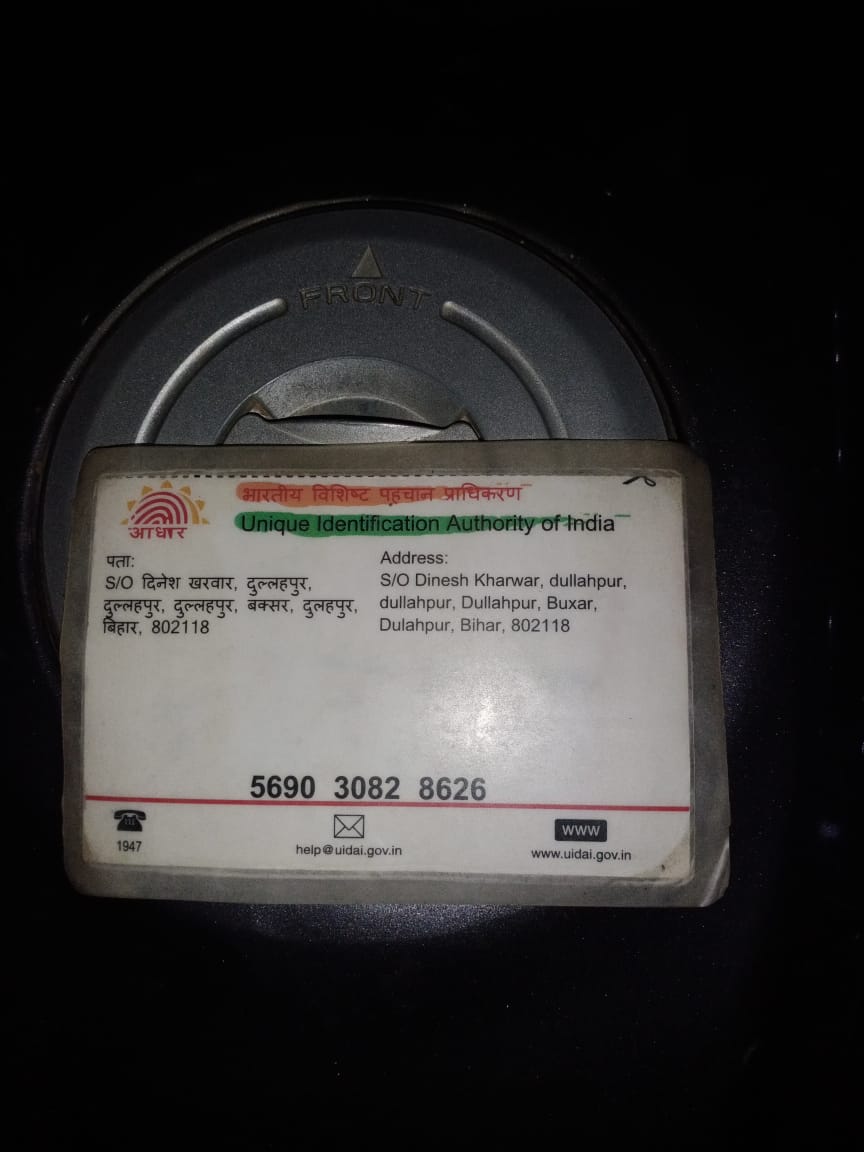 FRONT
आधार
भारतीय विशिष्ट पहचान प्राधिकरण
Unique Identification Authority of India
पता:
S/O दिनेश खरवार, दुल्लहपुर,
दुल्लहपुर, दुल्लहपुर, बक्सर, दुलहपुर,
बिहार, 802118
Address:
S/O Dinesh Kharwar, dullahpur,
dullahpur, Dullahpur, Buxar,
Dulahpur, Bihar, 802118
5690 3082 8626
1947
help@uidai.gov.in
WWW
www.uidai.gov.in